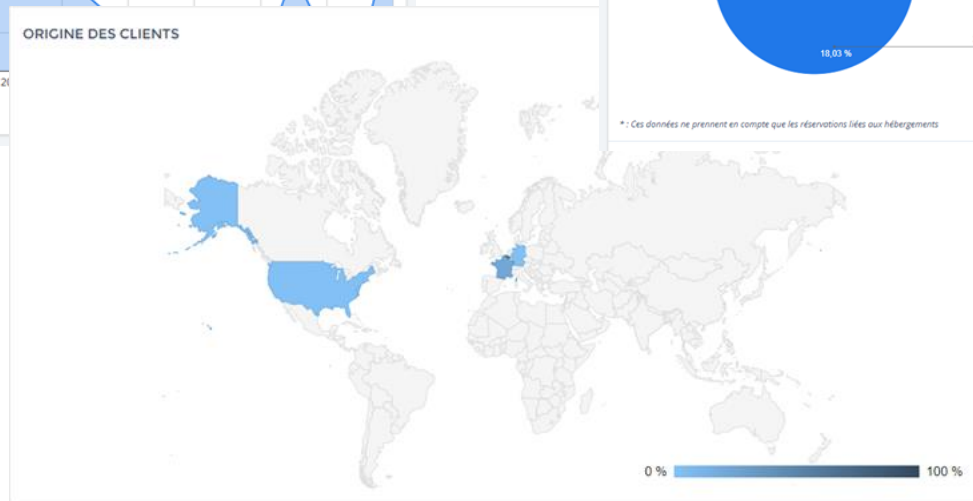 ORIGINE DES CLIENTS
18,03 %
* : Ces données ne prennent en compte que les réservations liées aux hébergements
0 %
100 %